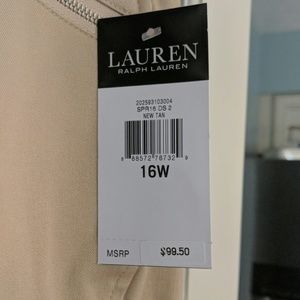 LAUREN
RALPH LAUREN
202593103004
SPR16 DS 2
NEW TAN
8 88572 78732 9
16W
MSRP $99.50